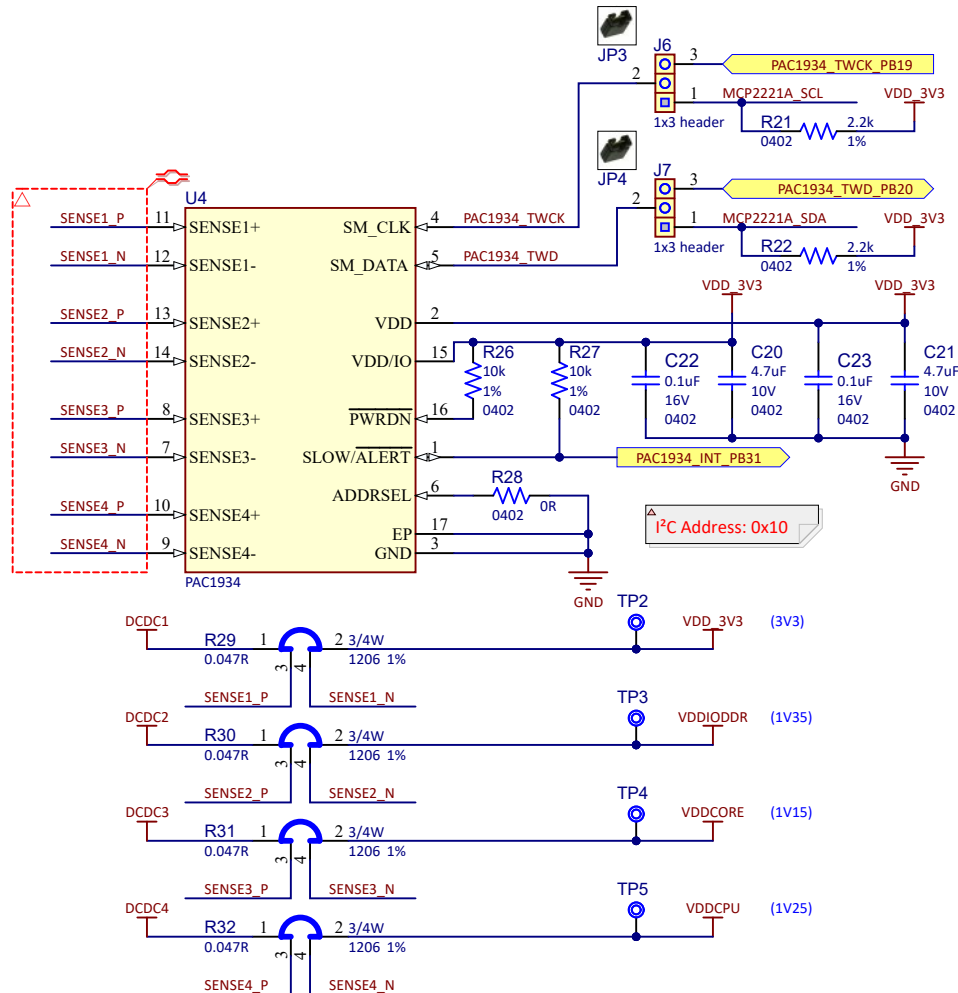 JP3
J6
3
PAC1934_TWCK_PB19
2
1
MCP2221A_SCL
VDD_3V3
1x3 header
R21
2.2k
0402
1%
JP4
J7
3
PAC1934_TWD_PB20
2
1
MCP2221A_SDA
VDD_3V3
1x3 header
R22
2.2k
0402
1%
U4
SENSE1_P
11
SENSE1+
SENSE1_N
12
SENSE1-
SENSE2_P
13
SENSE2+
SENSE2_N
14
SENSE2-
SENSE3_P
8
SENSE3+
SENSE3_N
7
SENSE3-
SENSE4_P
10
SENSE4+
SENSE4_N
9
SENSE4-
SM_CLK
4
PAC1934_TWCK
SM_DATA
5
PAC1934_TWD
VDD
2
VDD/IO
15
PWRDN
16
SLOW/ALERT
1
ADDRSEL
6
EP
17
GND
3
PAC1934
VDD_3V3
VDD_3V3
R26
10k
1%
0402
R27
10k
1%
0402
C22
0.1uF
16V
0402
C20
4.7uF
10V
0402
C23
0.1uF
16V
0402
C21
4.7uF
10V
0402
PAC1934_INT_PB31
GND
R28
0402
0R
GND
I²C Address: 0x10
DCDC1
R29
0.047R
1
2
3/4W
1206 1%
3
4
SENSE1_P
SENSE1_N
TP2
VDD_3V3
(3V3)
DCDC2
R30
0.047R
1
2
3/4W
1206 1%
3
4
SENSE2_P
SENSE2_N
TP3
VDDIODDR
(1V35)
DCDC3
R31
0.047R
1
2
3/4W
1206 1%
3
4
SENSE3_P
SENSE3_N
TP4
VDDCORE
(1V15)
DCDC4
R32
0.047R
1
2
3/4W
1206 1%
3
4
SENSE4_P
SENSE4_N
TP5
VDDCPU
(1V25)